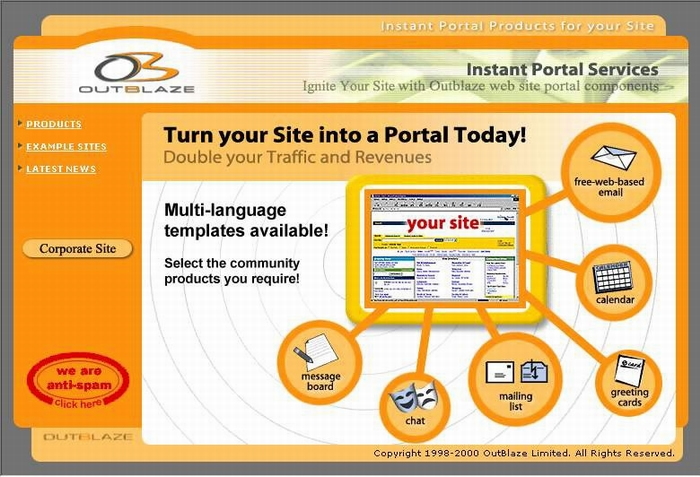 Instant Portal Products for your Site
OUTBLAZE
Instant Portal Services
Ignite Your Site with Outblaze web site portal components
PRODUCTS
EXAMPLE SITES
LATEST NEWS
Corporate Site
we are
anti-spam
click here
Turn your Site into a Portal Today!
Double your Traffic and Revenues
Multi-language
templates available!
Select the community
products you require!
your site
free-web-based
email
calendar
greeting
cards
mailing
list
chat
message
board
OUTBLAZE
Copyright 1998-2000 OutBlaze Limited. All Rights Reserved.